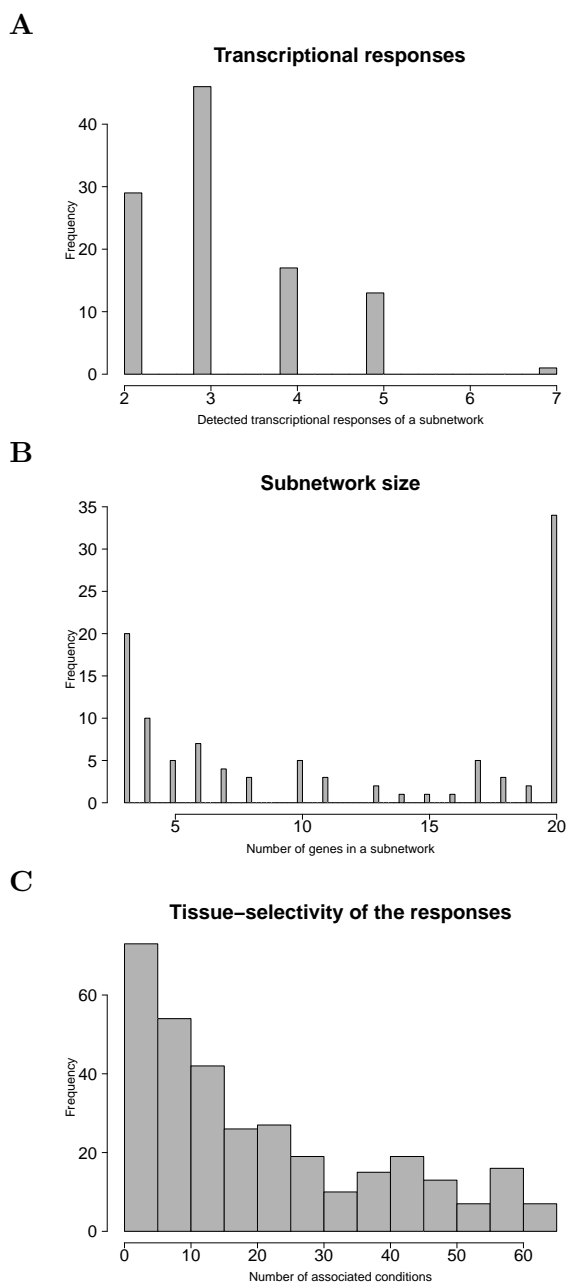 A
Transcriptional responses
Frequency
40
30
20
10
0
2 3 4 5 6 7
Detected transcriptional responses of a subnetwork
B
Subnetwork size
Frequency
35
30
25
20
15
10
5
0
5 10 15 20
Number of genes in a subnetwork
C
Tissue–selectivity of the responses
Frequency
60
40
20
0
0 10 20 30 40 50 60
Number of associated conditions